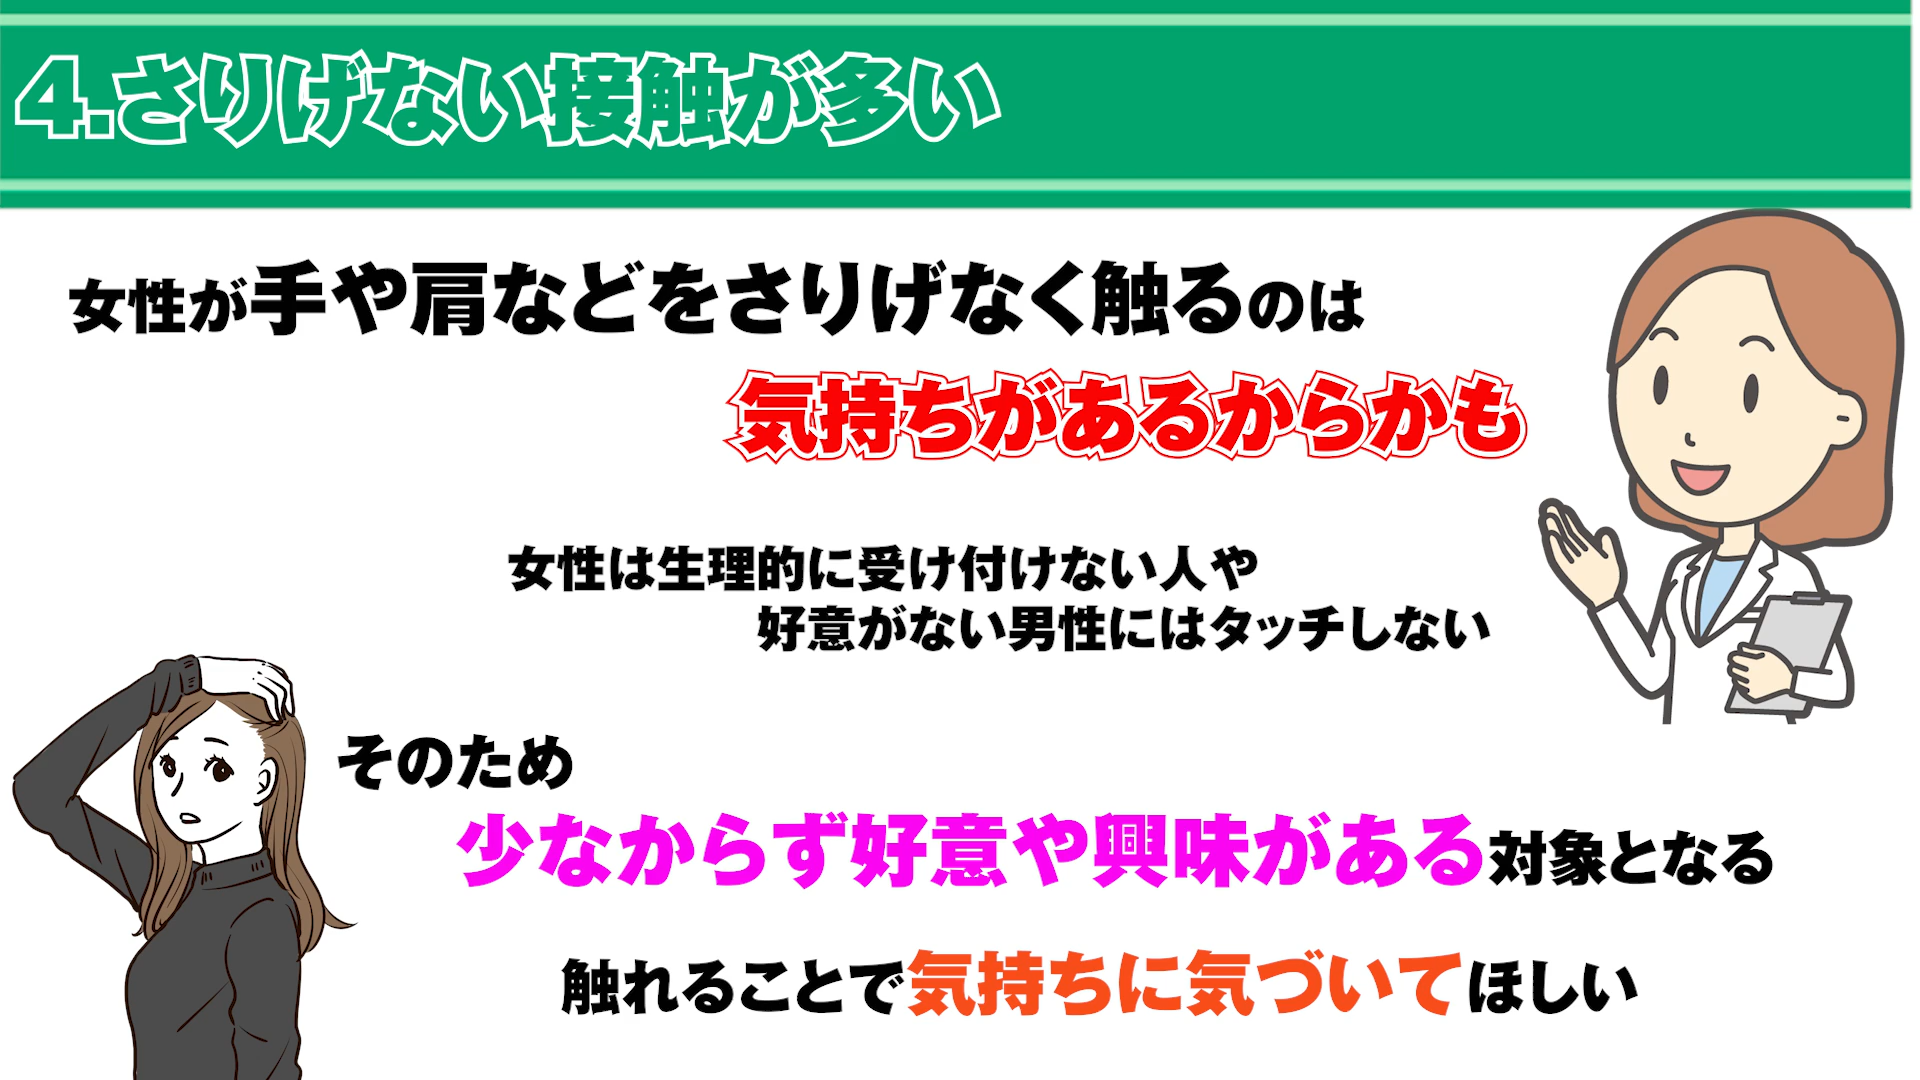 4.さりげない接触が多い
女性が手や肩などをさりげなく触るのは
気持ちがあるからかも
女性は生理的に受け付けない人や
好意がない男性にはタッチしない
そのため
少なからず好意や興味がある対象となる
触れることで気持ちに気づいてほしい